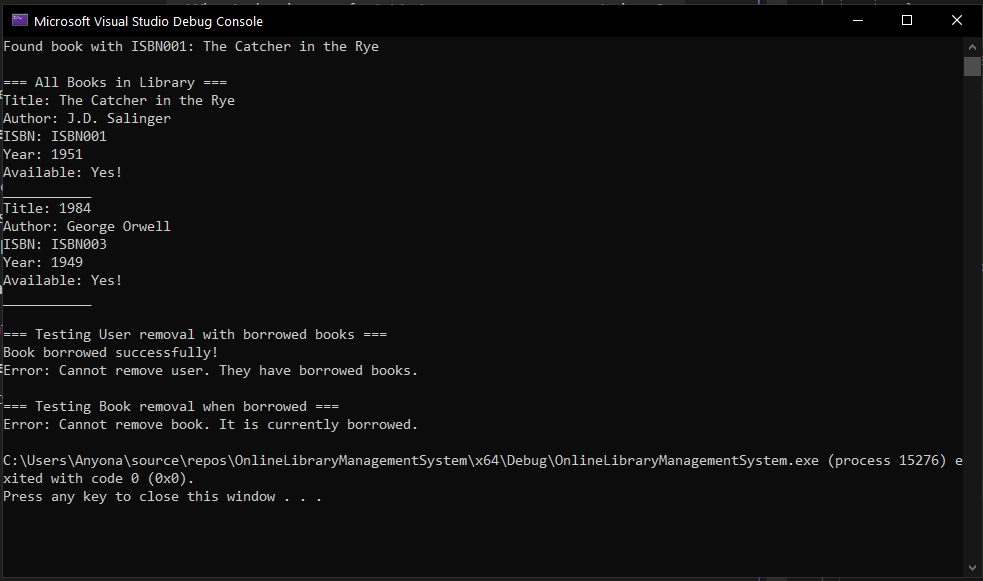 Microsoft Visual Studio Debug Console
Found book with ISBN001: The Catcher in the Rye
=== All Books in Library ===
Title: The Catcher in the Rye
Author: J.D. Salinger
ISBN: ISBN001
Year: 1951
Available: Yes!
___________
Title: 1984
Author: George Orwell
ISBN: ISBN003
Year: 1949
Available: Yes!
___________
=== Testing User removal with borrowed books ===
Book borrowed successfully!
Error: Cannot remove user. They have borrowed books.
=== Testing Book removal when borrowed ===
Error: Cannot remove book. It is currently borrowed.
C:\Users\Anyona\source\repos\OnlineLibraryManagementSystem\x64\Debug\OnlineLibraryManagementSystem.exe (process 15276) e
xited with code 0 (0x0).
Press any key to close this window . . .